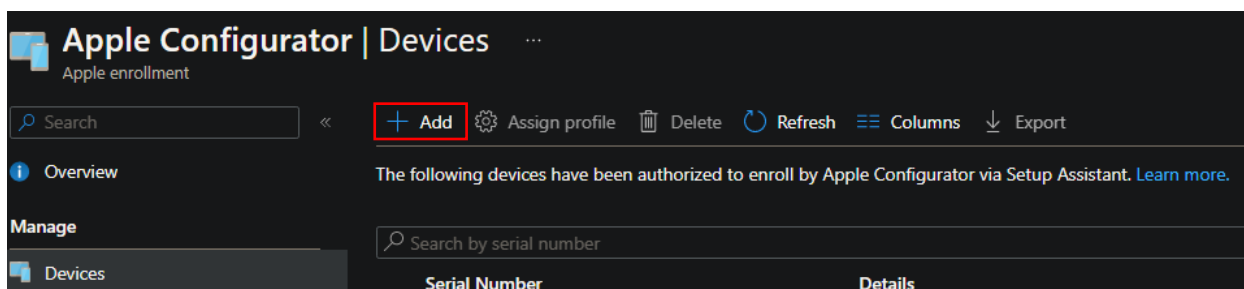 Apple Configurator | Devices ...
Apple enrollment
Search «
+ Add Assign profile Delete Refresh Columns Export
Overview
The following devices have been authorized to enroll by Apple Configurator via Setup Assistant. Learn more.
Manage
Search by serial number
Devices
Serial Number Details